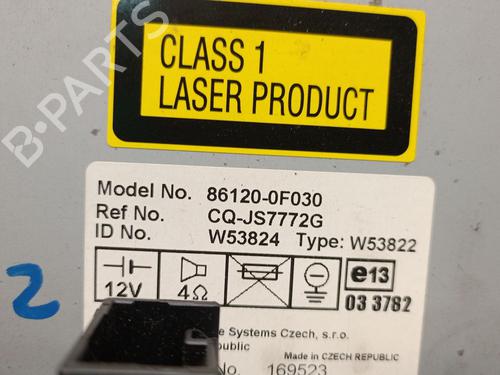 B-PARTS
CLASS 1
LASER PRODUCT
Model No. 86120-0F030
Ref No. CQ-JS7772G
ID No. W53824 Type: W53822
12V 4Ω e13
03 3782
e Systems Czech, s.r.o.
public
Made in CZECH REPUBLIC
No. 169523
2